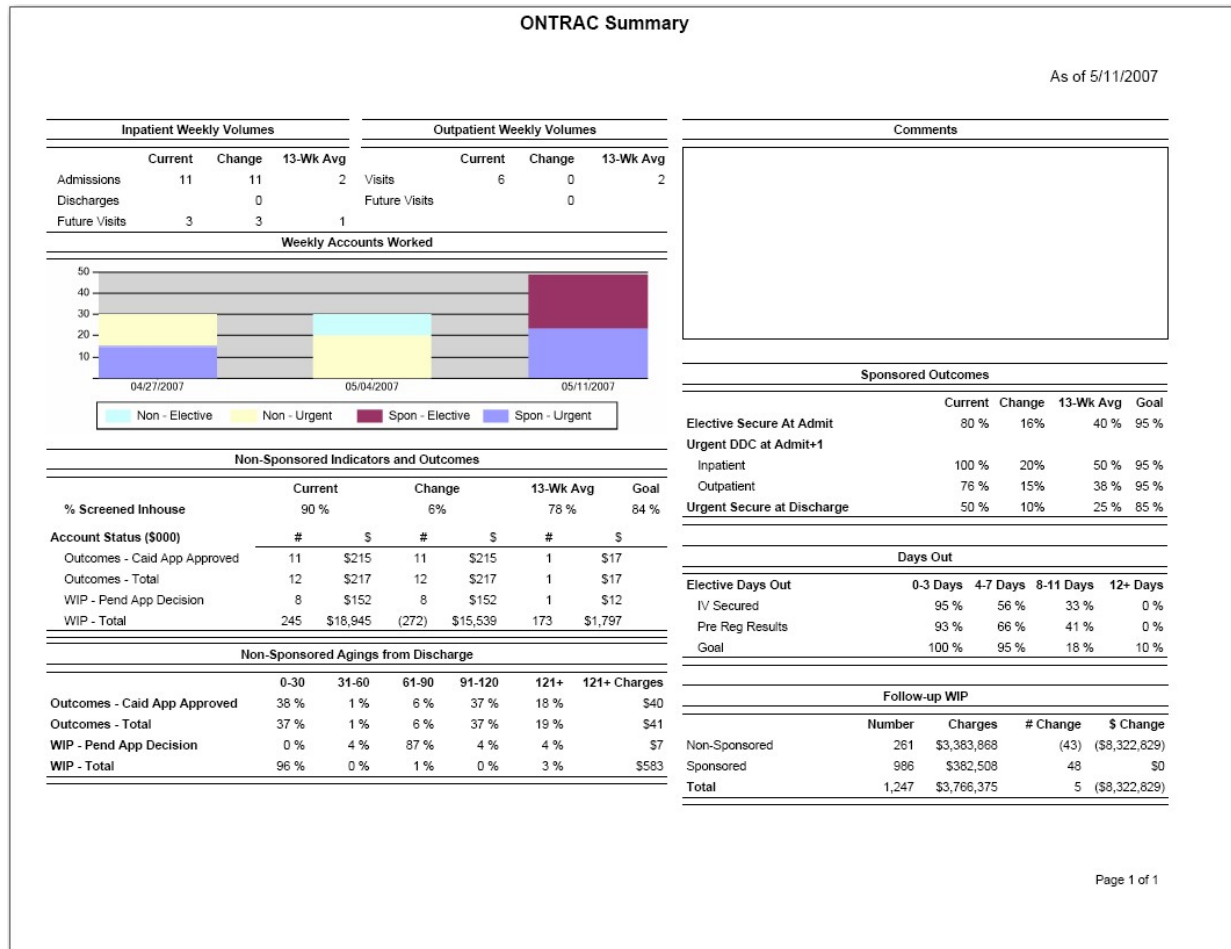 ONTRAC Summary
As of 5/11/2007
Inpatient Weekly Volumes
Current Change 13-Wk Avg
Admissions 11 11 2
Discharges 0
Future Visits 3 3 1
Outpatient Weekly Volumes
Current Change 13-Wk Avg
Visits 6 0 2
Future Visits 0
Weekly Accounts Worked
50
40
30
20
10
04/27/2007 05/04/2007 05/11/2007
Non - Elective Non - Urgent Spon - Elective Spon - Urgent
Non-Sponsored Indicators and Outcomes
Current Change 13-Wk Avg Goal
% Screened Inhouse 90 % 6% 78 % 84 %
Account Status ($000) # $ # $ # $
Outcomes - Caid App Approved 11 $215 11 $215 1 $17
Outcomes - Total 12 $217 12 $217 1 $17
WIP - Pend App Decision 8 $152 8 $152 1 $12
WIP - Total 245 $18,945 (272) $15,539 173 $1,797
Non-Sponsored Agings from Discharge
0-30 31-60 61-90 91-120 121+ 121+ Charges
Outcomes - Caid App Approved 38 % 1 % 6 % 37 % 18 % $40
Outcomes - Total 37 % 1 % 6 % 37 % 19 % $41
WIP - Pend App Decision 0 % 4 % 87 % 4 % 4 % $7
WIP - Total 96 % 0 % 1 % 0 % 3 % $583
Comments
Sponsored Outcomes
Current Change 13-Wk Avg Goal
Elective Secure At Admit 80 % 16% 40 % 95 %
Urgent DDC at Admit+1
Inpatient 100 % 20% 50 % 95 %
Outpatient 76 % 15% 38 % 95 %
Urgent Secure at Discharge 50 % 10% 25 % 85 %
Days Out
Elective Days Out 0-3 Days 4-7 Days 8-11 Days 12+ Days
IV Secured 95 % 56 % 33 % 0 %
Pre Reg Results 93 % 66 % 41 % 0 %
Goal 100 % 95 % 18 % 10 %
Follow-up WIP
Number Charges # Change $ Change
Non-Sponsored 261 $3,383,868 (43) ($8,322,829)
Sponsored 986 $382,508 48 $0
Total 1,247 $3,766,375 5 ($8,322,829)
Page 1 of 1